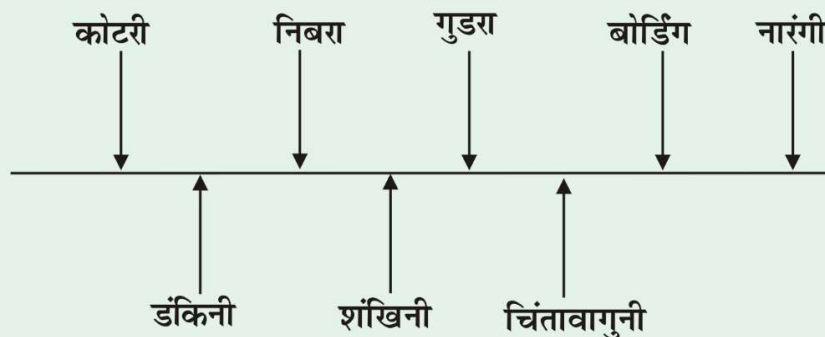 कोटरी निबरा गुडरा बोर्डिंग नारंगी
डंकिनी शंखिनी चिंतावागुनी